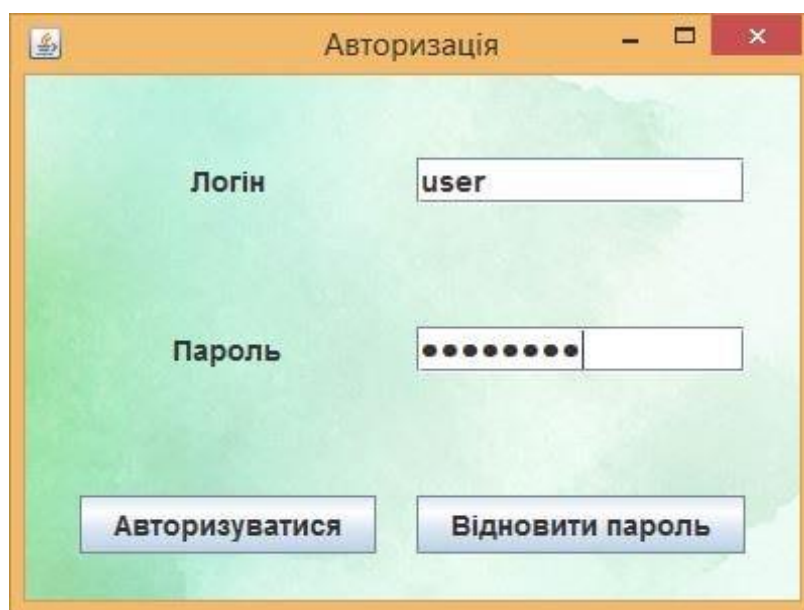 Авторизація
Логін user
Пароль ••••••••
Авторизуватися Відновити пароль